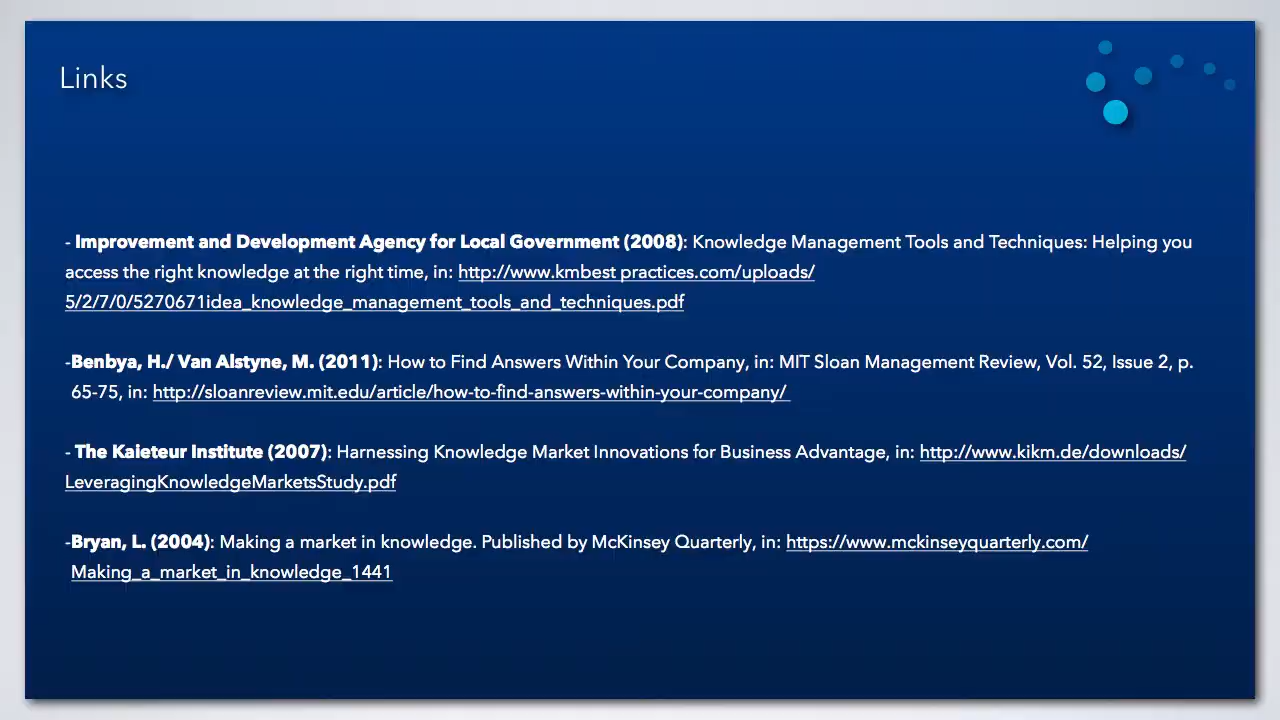 Links
- Improvement and Development Agency for Local Government (2008): Knowledge Management Tools and Techniques: Helping you
access the right knowledge at the right time, in: http://www.kmbest practices.com/uploads/
5/2/7/0/5270671idea_knowledge_management_tools_and_techniques.pdf
-Benbya, H./ Van Alstyne, M. (2011): How to Find Answers Within Your Company, in: MIT Sloan Management Review, Vol. 52, Issue 2, p.
65-75, in: http://sloanreview.mit.edu/article/how-to-find-answers-within-your-company/
- The Kaieteur Institute (2007): Harnessing Knowledge Market Innovations for Business Advantage, in: http://www.kikm.de/downloads/
LeveragingKnowledgeMarketsStudy.pdf
-Bryan, L. (2004): Making a market in knowledge. Published by McKinsey Quarterly, in: https://www.mckinseyquarterly.com/
Making_a_market_in_knowledge_1441